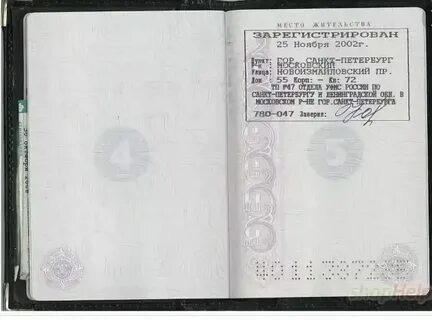 МЕСТО ЖИТЕЛЬСТВА
ЗАРЕГИСТРИРОВАН
25 Ноября 2002г.
Пункт: ГОР. САНКТ-ПЕТЕРБУРГ
Р-н : МОСКОВСКИЙ
Улица: НОВОИЗМАЙЛОВСКИЙ ПР.
Дом : 55 Корп: - Кв: 72
ТП №47 ОТДЕЛА УФМС РОССИИ ПО
САНКТ-ПЕТЕРБУРГУ И ЛЕНИНГРАДСКОЙ ОБЛ. В
МОСКОВСКОМ Р-НЕ ГОР.САНКТ-ПЕТЕРБУРГА
780-047 Заверил:
4
5
shopHelp